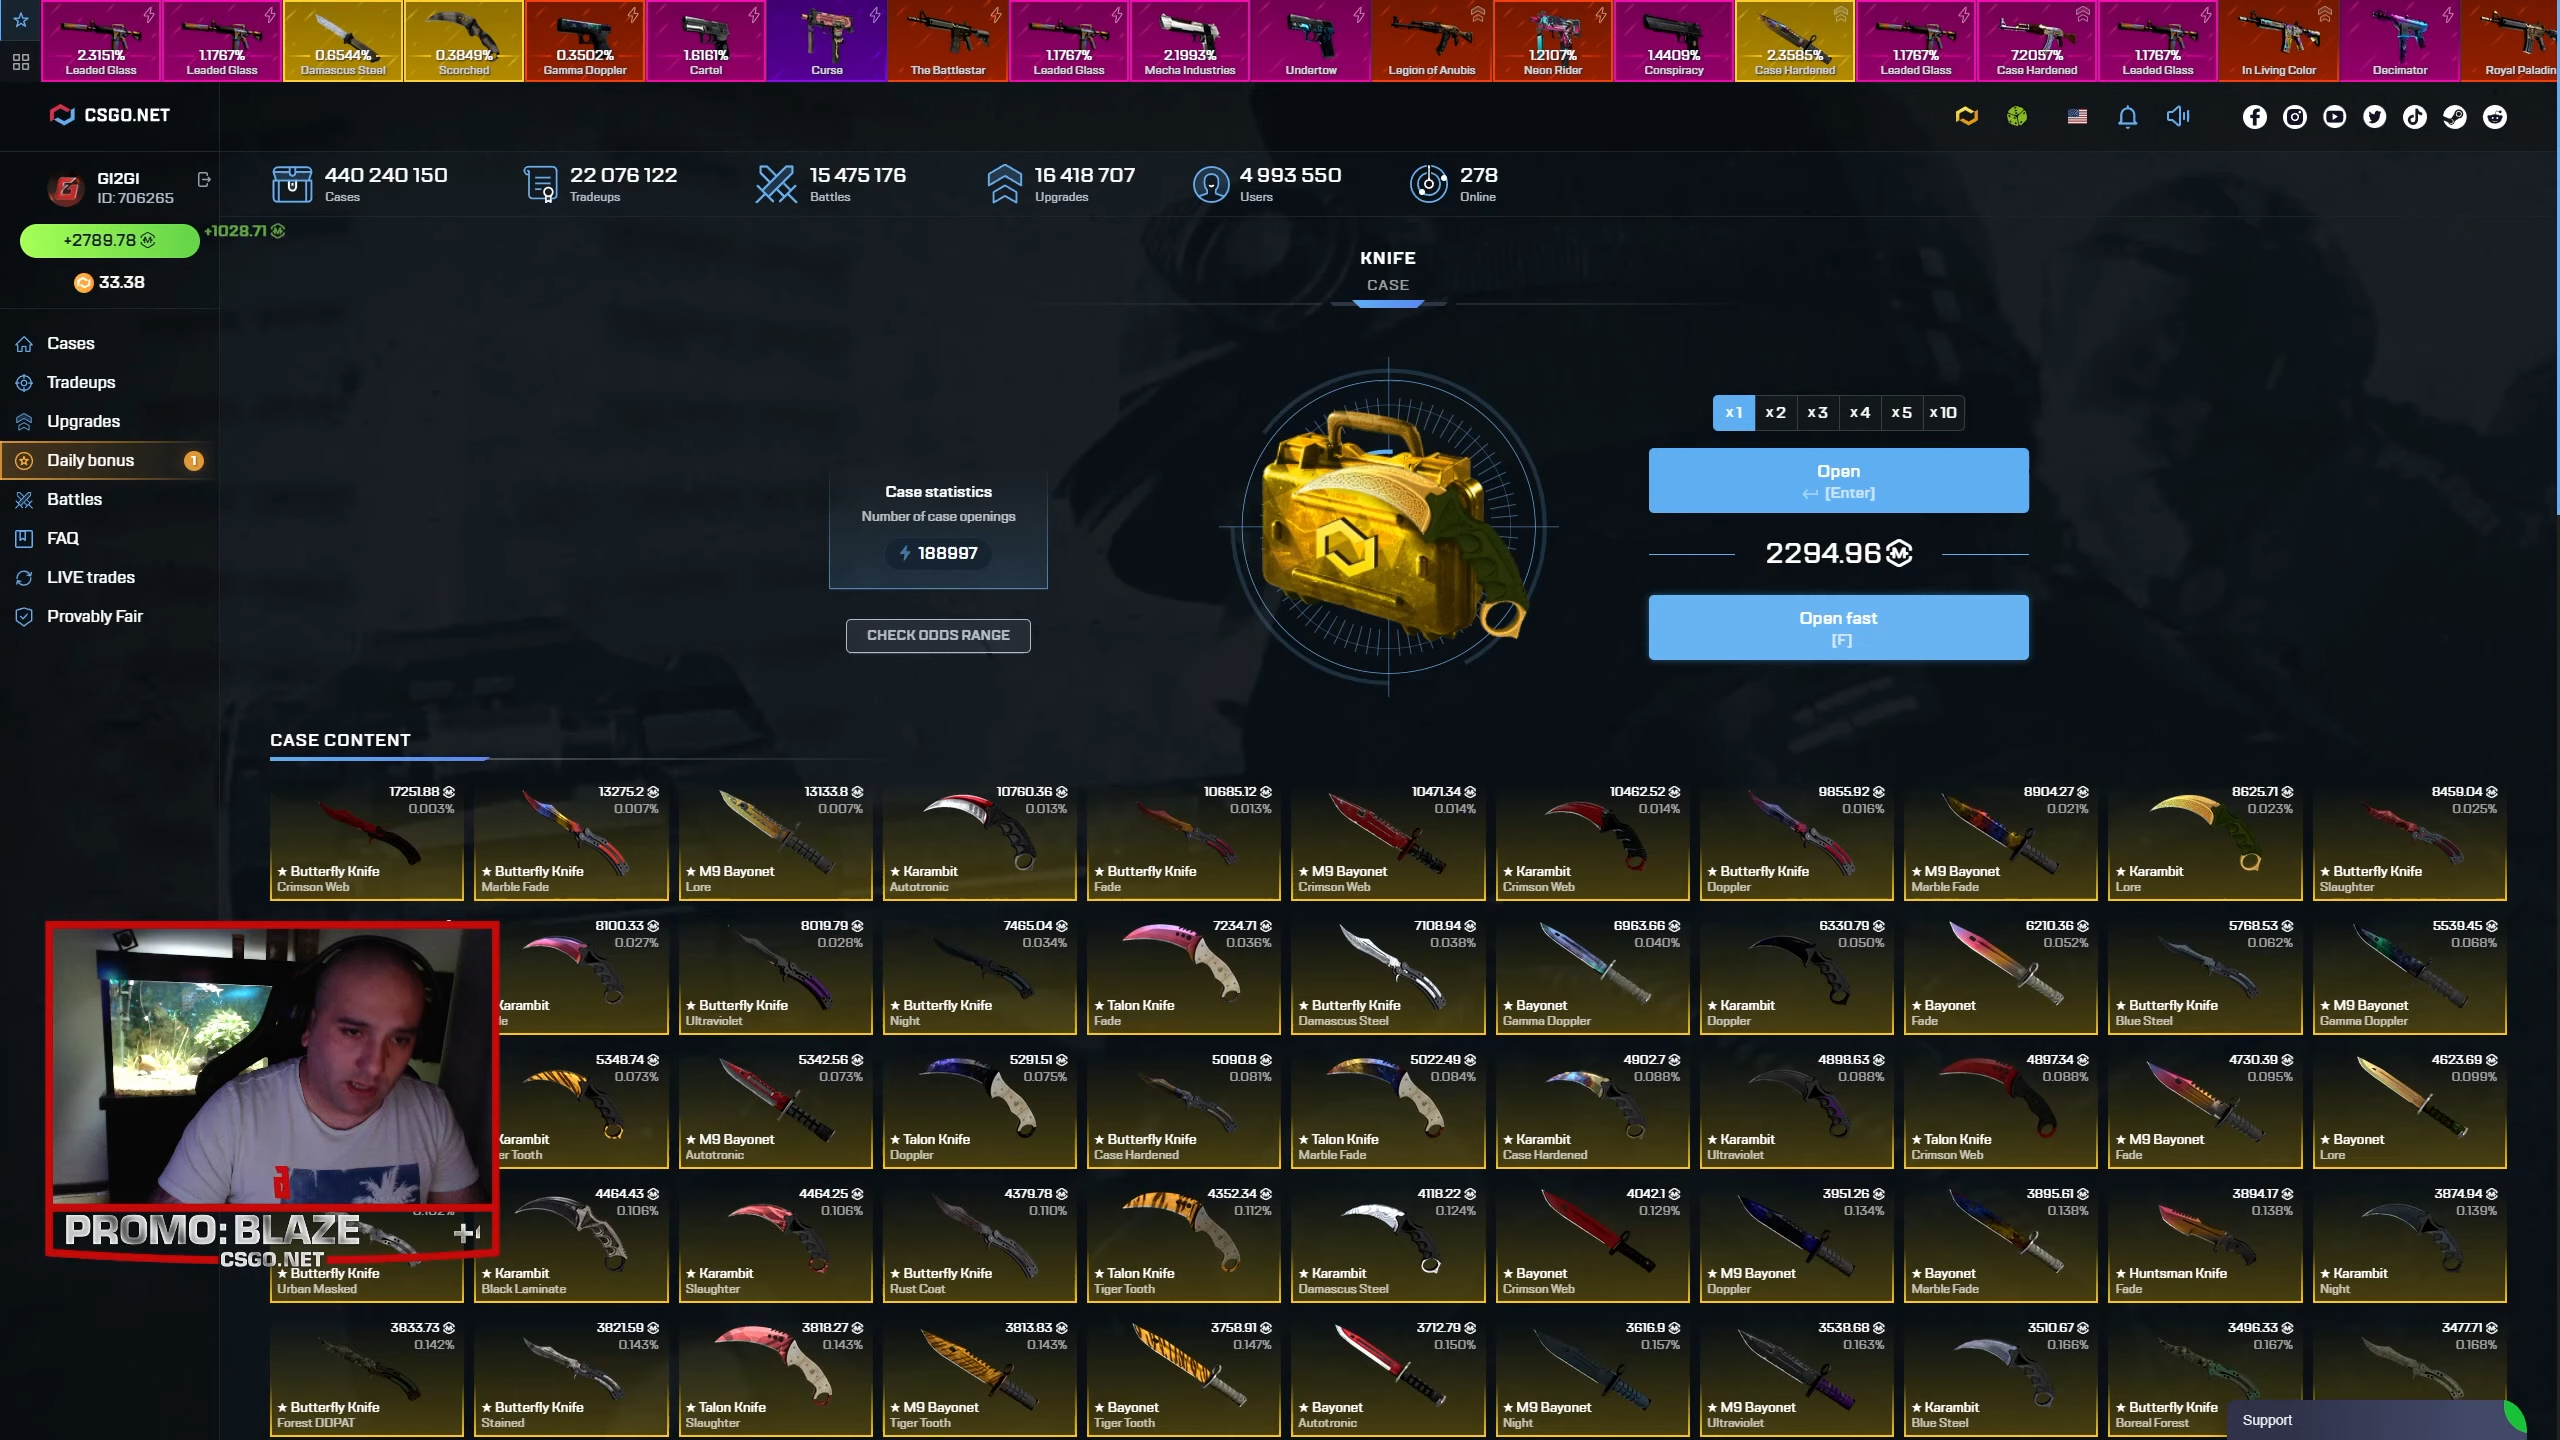 2.3151%
Leaded Glass
1.1767%
Leaded Glass
0.6544%
Damascus Steel
0.3849%
Scorched
0.3502%
Gamma Doppler
1.6161%
Cartel
Curse
The Battlestar
1.1767%
Leaded Glass
2.1993%
Mecha Industries
Undertow
Legion of Anubis
1.2107%
Neon Rider
1.4409%
Conspiracy
2.3585%
Case Hardened
1.1767%
Leaded Glass
7.2057%
Case Hardened
1.1767%
Leaded Glass
In Living Color
Decimator
Royal Paladin
CSGO.NET
GI2GI
ID: 706265
+2789.78
+1028.71
33.38
440 240 150
Cases
22 076 122
Tradeups
15 475 176
Battles
16 418 707
Upgrades
4 993 550
Users
278
Online
Cases
Tradeups
Upgrades
Daily bonus 1
Battles
FAQ
LIVE trades
Provably Fair
KNIFE
CASE
Case statistics
Number of case openings
188997
CHECK ODDS RANGE
x1 x2 x3 x4 x5 x10
Open
[Enter]
2294.96
Open fast
[F]
CASE CONTENT
17251.88
0.003%
★ Butterfly Knife
Crimson Web
13275.2
0.007%
★ Butterfly Knife
Marble Fade
13133.8
0.007%
★ M9 Bayonet
Lore
10760.36
0.013%
★ Karambit
Autotronic
10685.12
0.013%
★ Butterfly Knife
Fade
10471.34
0.014%
★ M9 Bayonet
Crimson Web
10462.52
0.014%
★ Karambit
Crimson Web
9855.92
0.016%
★ Butterfly Knife
Doppler
8904.27
0.021%
★ M9 Bayonet
Marble Fade
8625.71
0.023%
★ Karambit
Lore
8459.04
0.025%
★ Butterfly Knife
Slaughter
8100.33
0.027%
Karambit
8019.79
0.028%
★ Butterfly Knife
Ultraviolet
7465.04
0.034%
★ Butterfly Knife
Night
7234.71
0.036%
★ Talon Knife
Fade
7108.94
0.038%
★ Butterfly Knife
Damascus Steel
6963.66
0.040%
★ Bayonet
Gamma Doppler
6330.79
0.050%
★ Karambit
Doppler
6210.36
0.052%
★ Bayonet
Fade
5768.53
0.062%
★ Butterfly Knife
Blue Steel
5539.45
0.068%
★ M9 Bayonet
Gamma Doppler
5348.74
0.073%
Karambit
er Tooth
5342.56
0.073%
★ M9 Bayonet
Autotronic
5291.51
0.075%
★ Talon Knife
Doppler
5090.8
0.081%
★ Butterfly Knife
Case Hardened
5022.49
0.084%
★ Talon Knife
Marble Fade
4902.7
0.088%
★ Karambit
Case Hardened
4898.63
0.088%
★ Karambit
Ultraviolet
4897.34
0.088%
★ Talon Knife
Crimson Web
4730.39
0.095%
★ M9 Bayonet
Fade
4623.69
0.099%
★ Bayonet
Lore
PROMO: BLAZE
CSGO.NET
★ Butterfly Knife
Urban Masked
4464.43
0.106%
★ Karambit
Black Laminate
4464.25
0.106%
★ Karambit
Slaughter
4379.78
0.110%
★ Butterfly Knife
Rust Coat
4352.34
0.112%
★ Talon Knife
Tiger Tooth
4118.22
0.124%
★ Karambit
Damascus Steel
4042.1
0.129%
★ Bayonet
Crimson Web
3951.26
0.134%
★ M9 Bayonet
Doppler
3895.61
0.138%
★ Bayonet
Marble Fade
3894.17
0.138%
★ Huntsman Knife
Fade
3874.94
0.139%
★ Karambit
Night
3833.73
0.142%
★ Butterfly Knife
Forest DDPAT
3821.59
0.143%
★ Butterfly Knife
Stained
3818.27
0.143%
★ Talon Knife
Slaughter
3813.83
0.143%
★ M9 Bayonet
Tiger Tooth
3758.91
0.147%
★ Bayonet
Tiger Tooth
3712.79
0.150%
★ Bayonet
Autotronic
3616.9
0.157%
★ M9 Bayonet
Night
3538.68
0.163%
★ M9 Bayonet
Ultraviolet
3510.67
0.166%
★ Karambit
Blue Steel
3496.33
0.167%
★ Butterfly Knife
Boreal Forest
3477.71
0.168%
Support